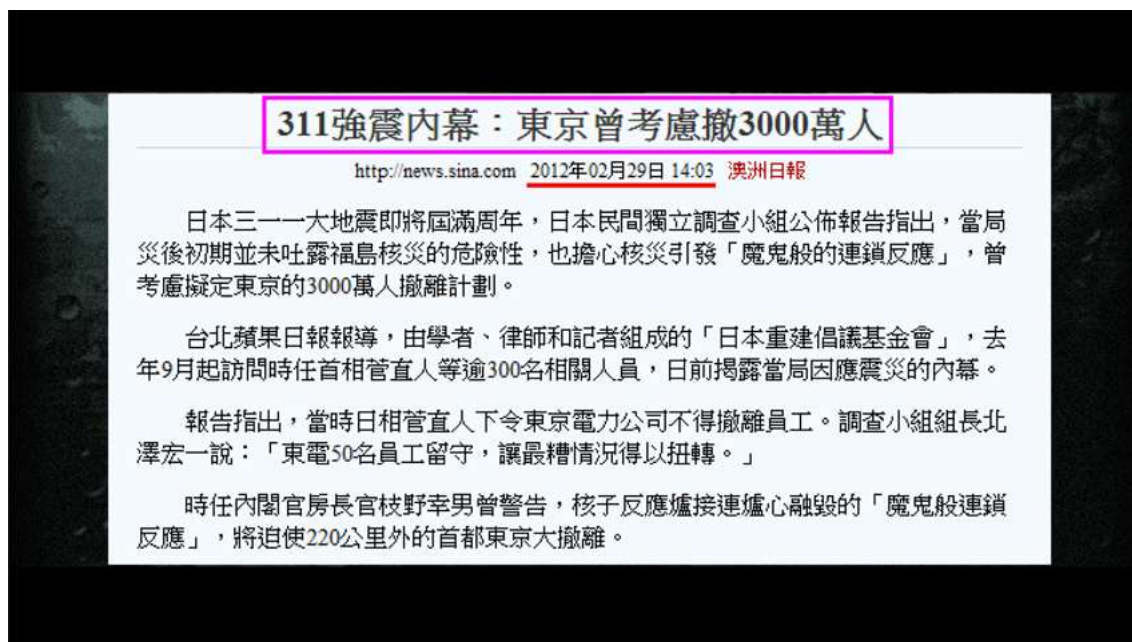 311強震內幕：東京曾考慮撤3000萬人
http://news.sina.com 2012年02月29日 14:03 澳洲日報
日本三一一大地震即將屆滿周年，日本民間獨立調查小組公佈報告指出，當局
災後初期並未吐露福島核災的危險性，也擔心核災引發「魔鬼般的連鎖反應」，曾
考慮擬定東京的3000萬人撤離計劃。
台北蘋果日報報導，由學者、律師和記者組成的「日本重建倡議基金會」，去
年9月起訪問時任首相菅直人等逾300名相關人員，日前揭露當局因應震災的內幕。
報告指出，當時日相菅直人下令東京電力公司不得撤離員工。調查小組組長北
澤宏一說：「東電50名員工留守，讓最糟情況得以扭轉。」
時任內閣官房長官枝野幸男曾警告，核子反應爐接連爐心融毀的「魔鬼般連鎖
反應」，將迫使220公里外的首都東京大撤離。